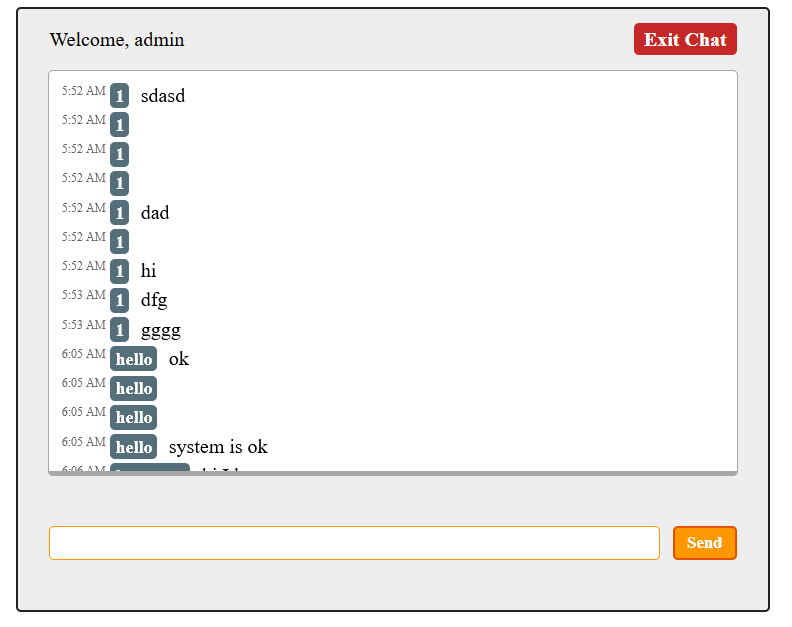 Welcome, admin
Exit Chat
5:52 AM 1 sdasd
5:52 AM 1
5:52 AM 1
5:52 AM 1
5:52 AM 1 dad
5:52 AM 1
5:52 AM 1 hi
5:53 AM 1 dfg
5:53 AM 1 gggg
6:05 AM hello ok
6:05 AM hello
6:05 AM hello
6:05 AM hello system is ok
6:06 AM
Send